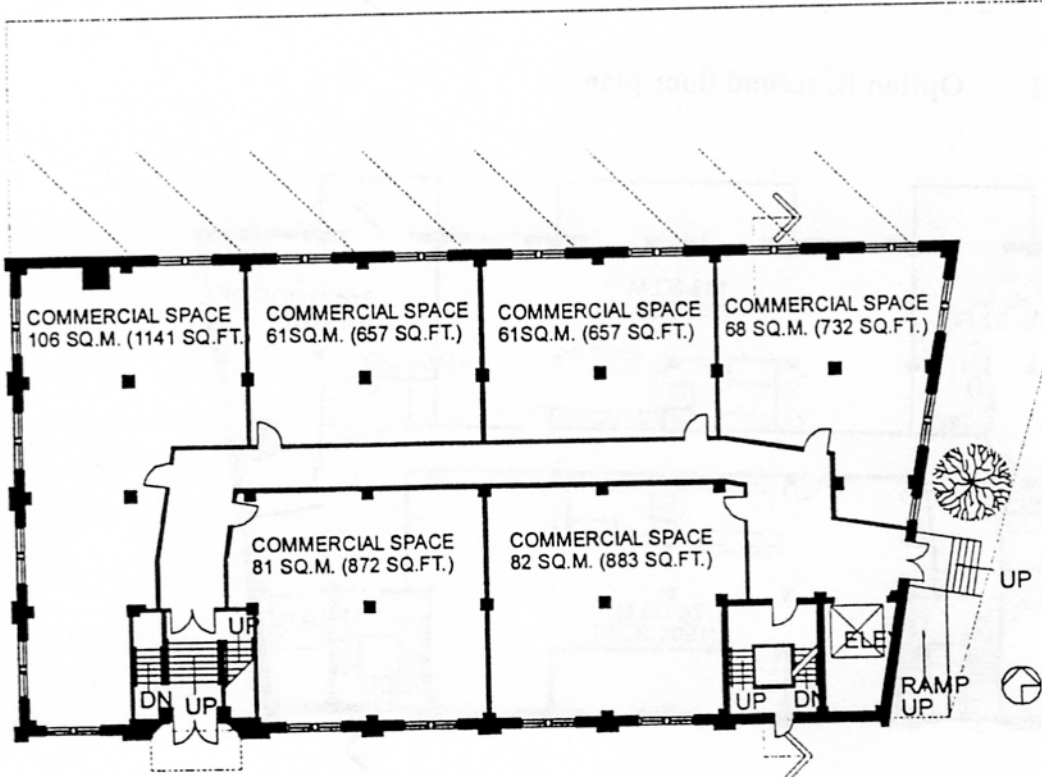 Option II, second floor plan
COMMERCIAL SPACE
106 SQ.M. (1141 SQ.FT.
COMMERCIAL SPACE
61SQ.M. (657 SQ.FT.)
COMMERCIAL SPACE
61SQ.M. (657 SQ.FT.)
COMMERCIAL SPACE
68 SQ.M. (732 SQ.FT.)
COMMERCIAL SPACE
81 SQ.M. (872 SQ.FT.)
COMMERCIAL SPACE
82 SQ.M. (883 SQ.FT.)
UP
UP
ELE
DN
UP
UP
DN
RAMP
UP